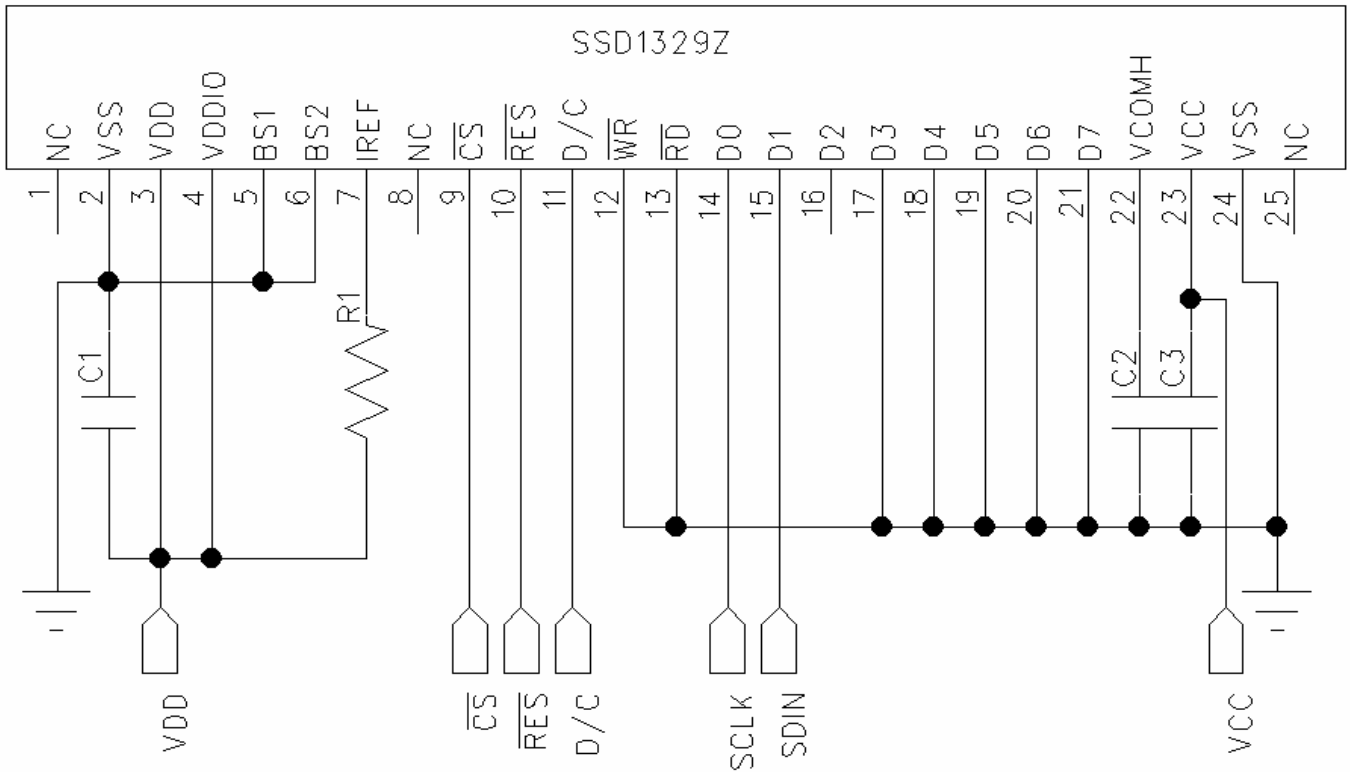 SSD1329Z
NC
VSS
VDD
VDDIO
BS1
BS2
IREF
NC
CS
RES
D/C
WR
RD
D0
D1
D2
D3
D4
D5
D6
D7
VCOMH
VCC
VSS
NC
1
2
3
4
5
6
7
8
9
10
11
12
13
14
15
16
17
18
19
20
21
22
23
24
25
R1
C1
C2
C3
VDD
CS
RES
D/C
SCLK
SDIN
VCC